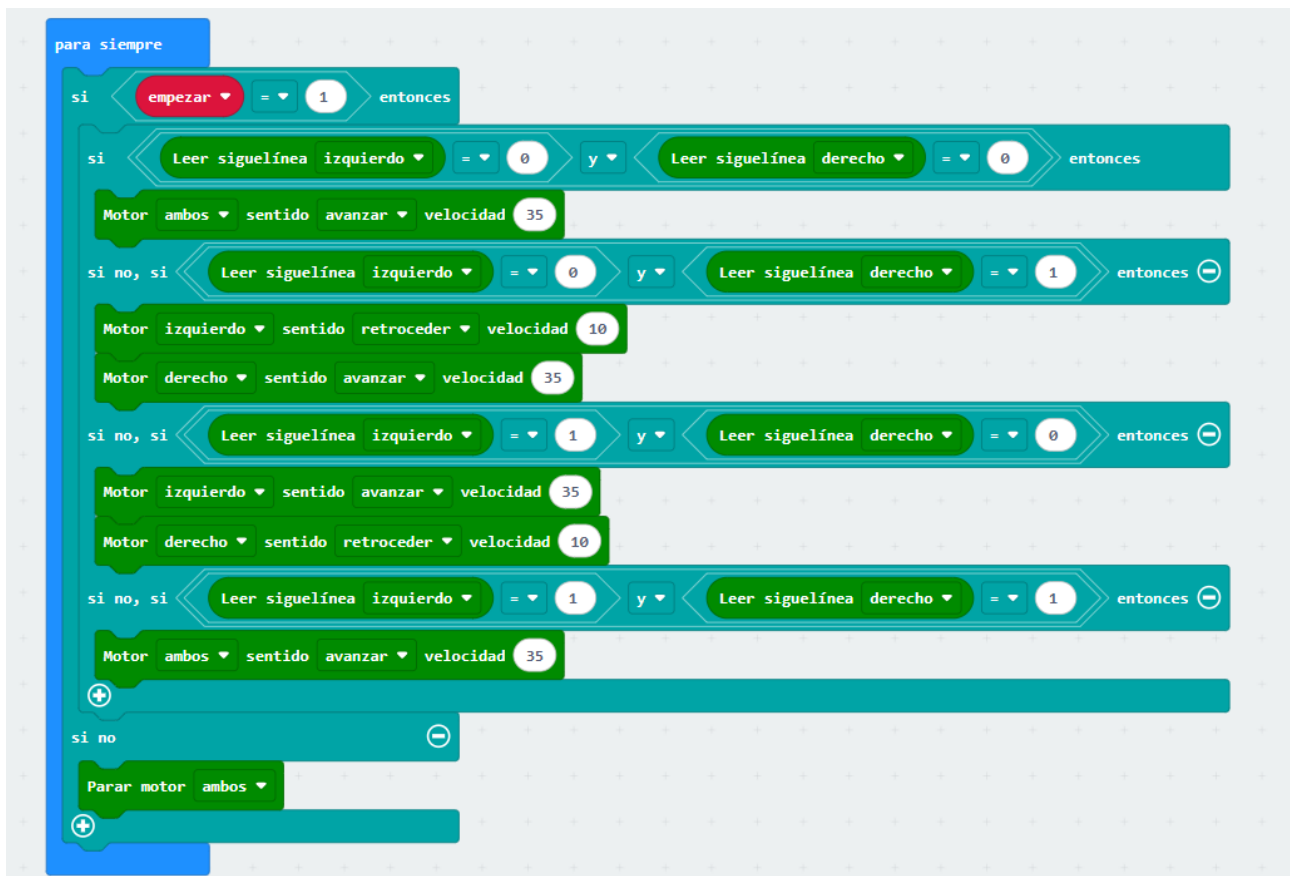 para siempre
si empezar = 1 entonces
si Leer siguelínea izquierdo = 0 y Leer siguelínea derecho = 0 entonces
Motor ambos sentido avanzar velocidad 35
si no, si Leer siguelínea izquierdo = 0 y Leer siguelínea derecho = 1 entonces
Motor izquierdo sentido retroceder velocidad 10
Motor derecho sentido avanzar velocidad 35
si no, si Leer siguelínea izquierdo = 1 y Leer siguelínea derecho = 0 entonces
Motor izquierdo sentido avanzar velocidad 35
Motor derecho sentido retroceder velocidad 10
si no, si Leer siguelínea izquierdo = 1 y Leer siguelínea derecho = 1 entonces
Motor ambos sentido avanzar velocidad 35
si no
Parar motor ambos